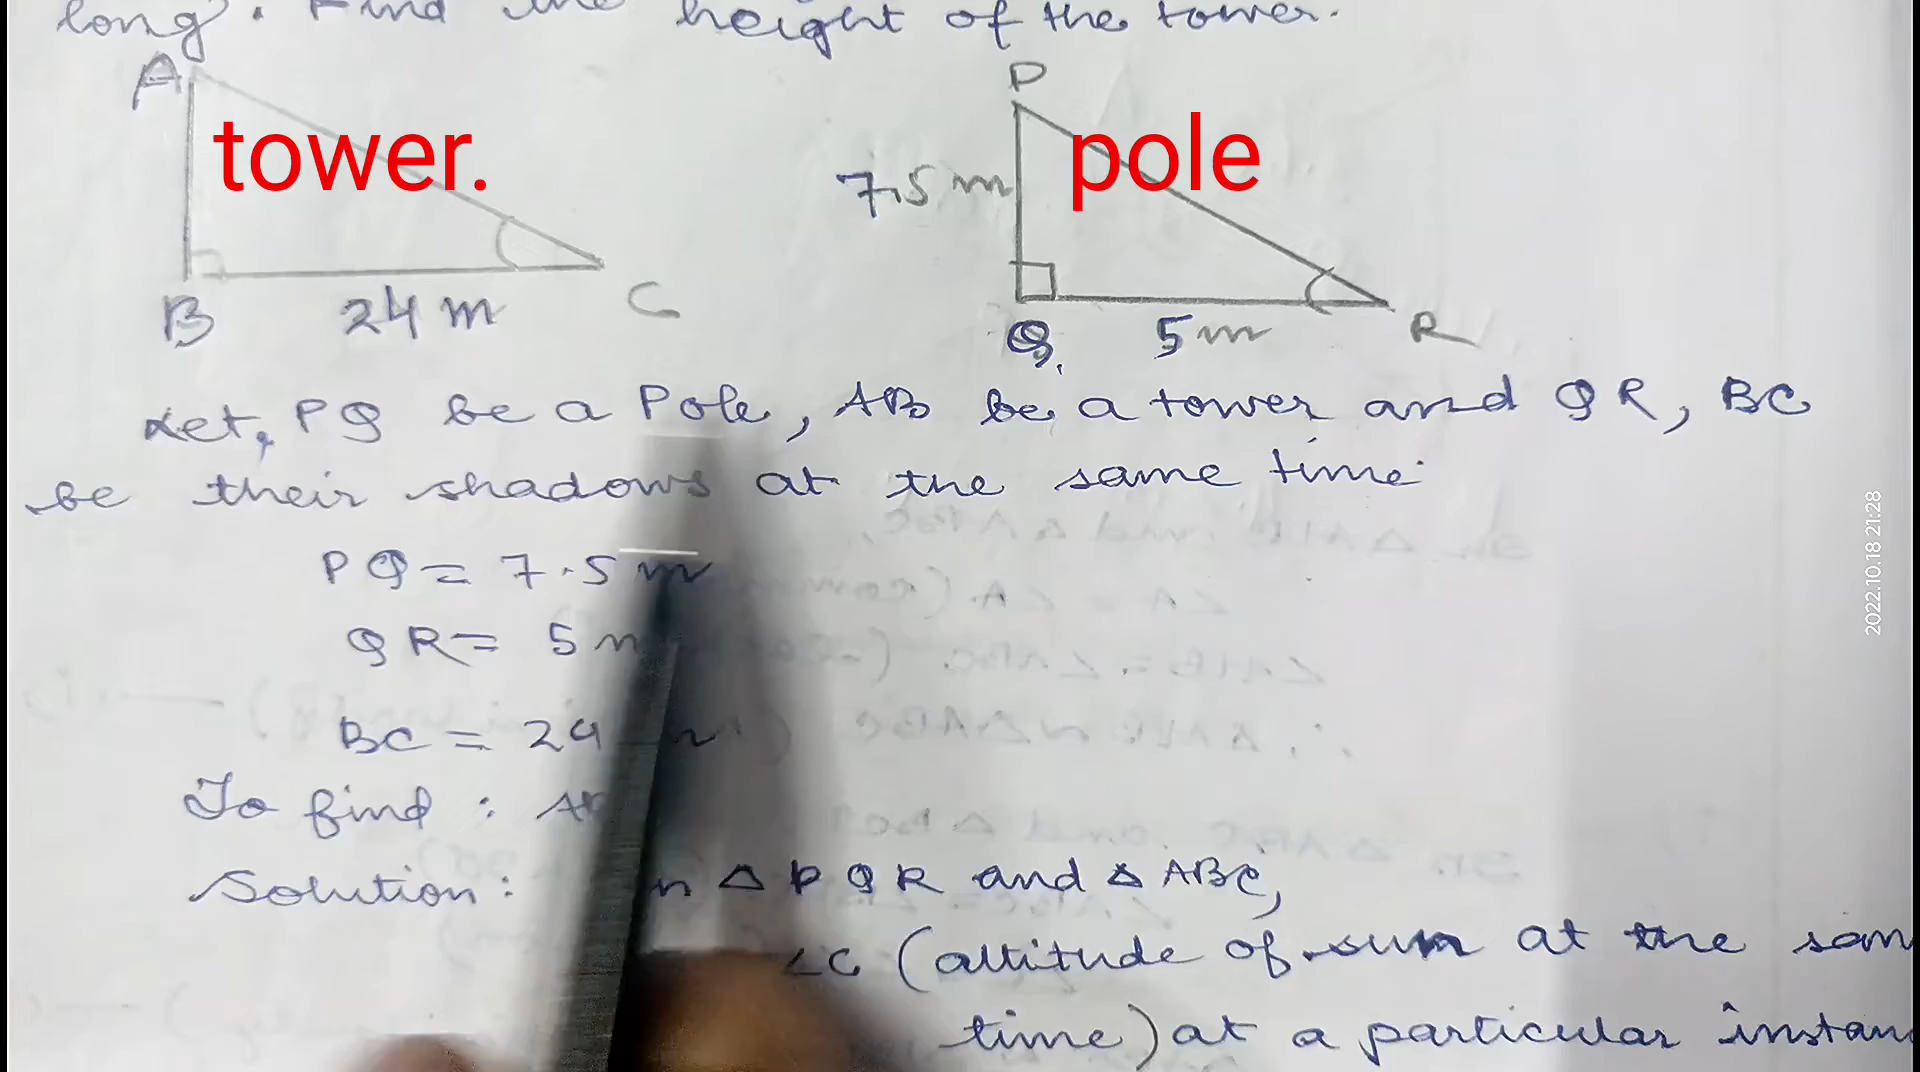 long. Find the height of the tower.
A
tower.
B
24 m
C
P
pole
7.5 m
Q
5 m
R
Let, PQ be a Pole, AB be a tower and QR, BC
be their shadows at the same time.
PQ = 7.5 m
QR = 5 m
BC = 24 m
To find : AB
Solution : In △PQR and △ABC,
∠C (altitude of sun at the sam
time) at a particular instan
2022.10.18 21:28